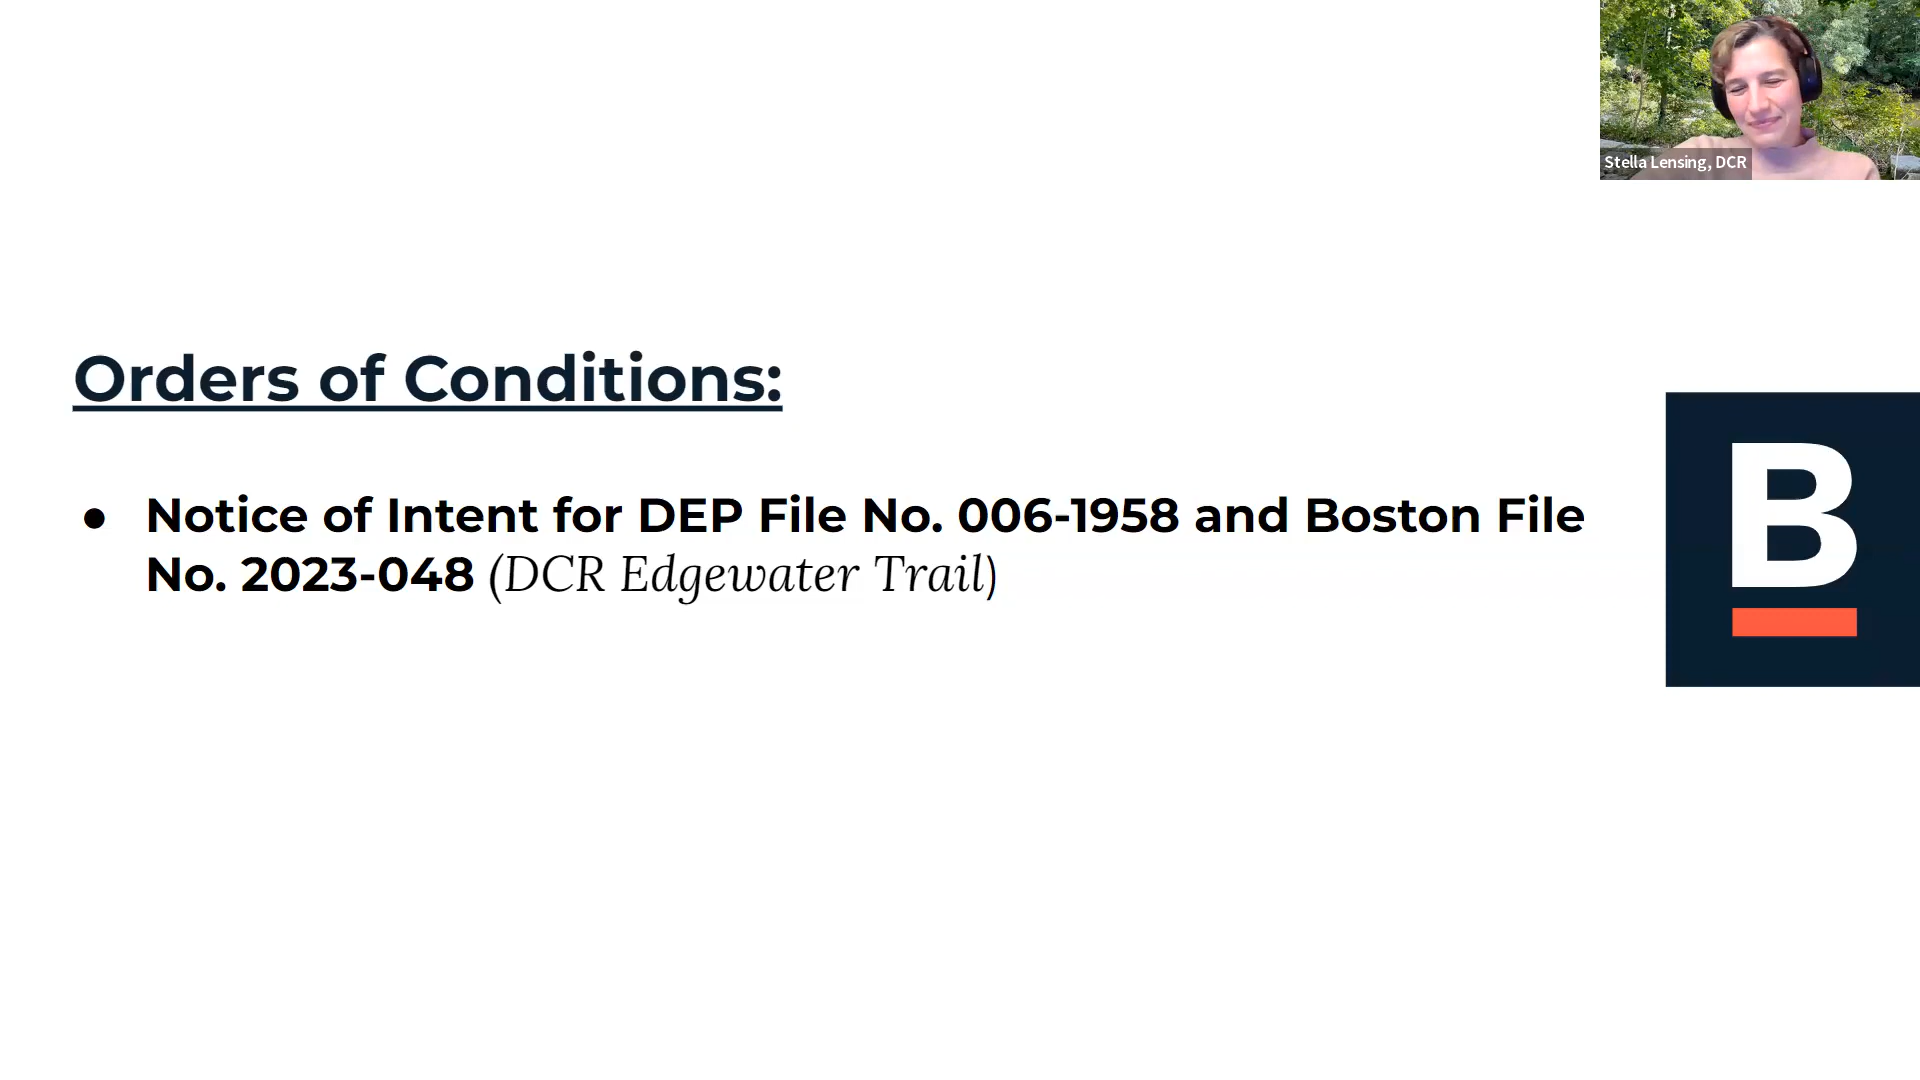 Stella Lensing, DCR
Orders of Conditions:
● Notice of Intent for DEP File No. 006-1958 and Boston File
No. 2023-048 (DCR Edgewater Trail)
B